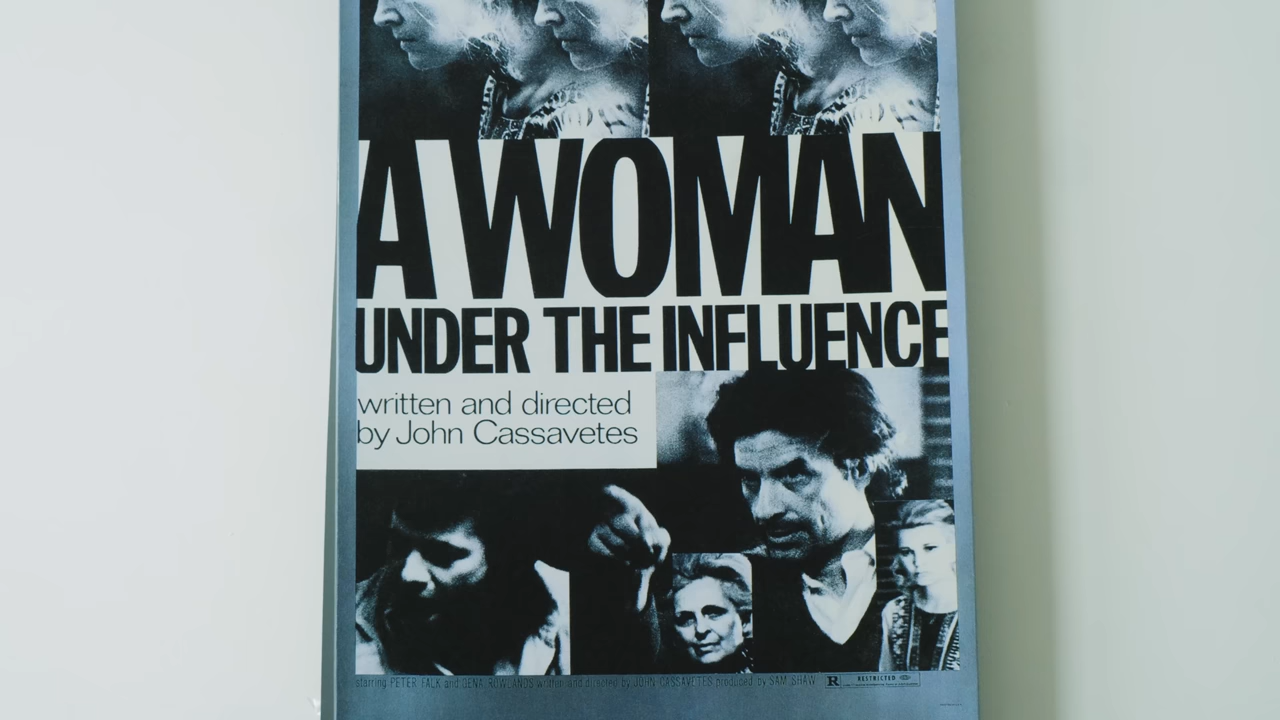 A WOMAN
UNDER THE INFLUENCE
written and directed
by John Cassavetes
starring PETER FALK and GENA ROWLANDS written and directed by JOHN CASSAVETES produced by SAM SHAW
R RESTRICTED